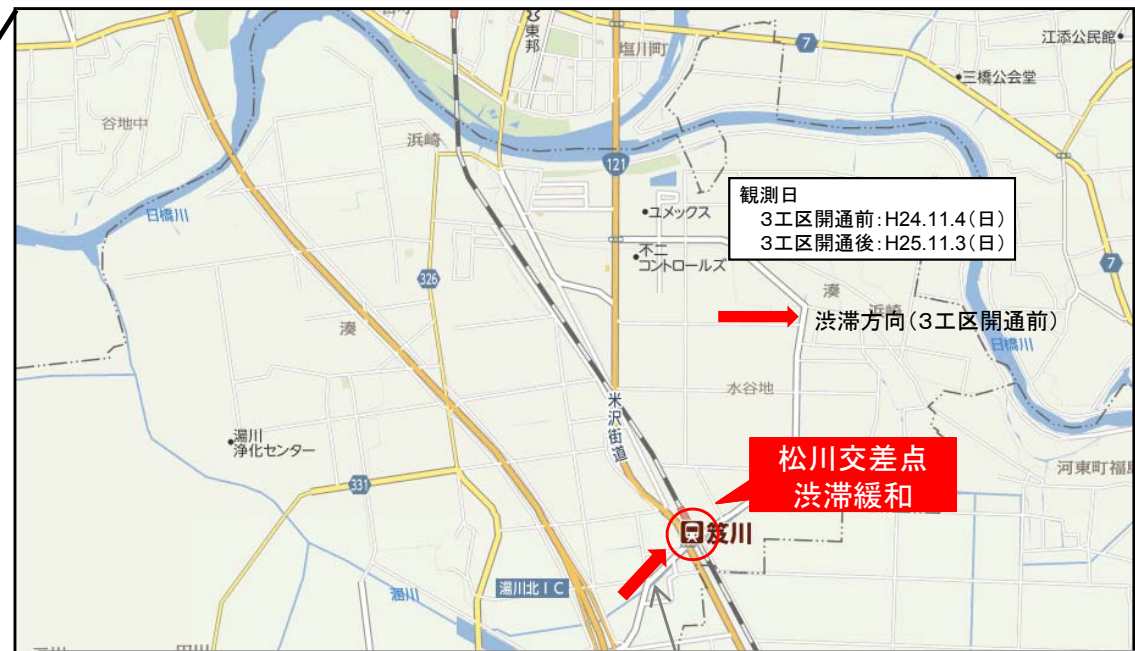 東邦
塩川町
7
江添公民館
三橋公会堂
谷地中
浜崎
121
日橋川
ユメックス
観測日
3工区開通前:H24.11.4(日)
3工区開通後:H25.11.3(日)
不二
コントロールズ
7
326
湊
浜崎
湊
渋滞方向(3工区開通前)
日橋川
水谷地
米沢街道
湯川
浄化センター
松川交差点
渋滞緩和
河東町福島
331
笈川
湯川北IC
溷川